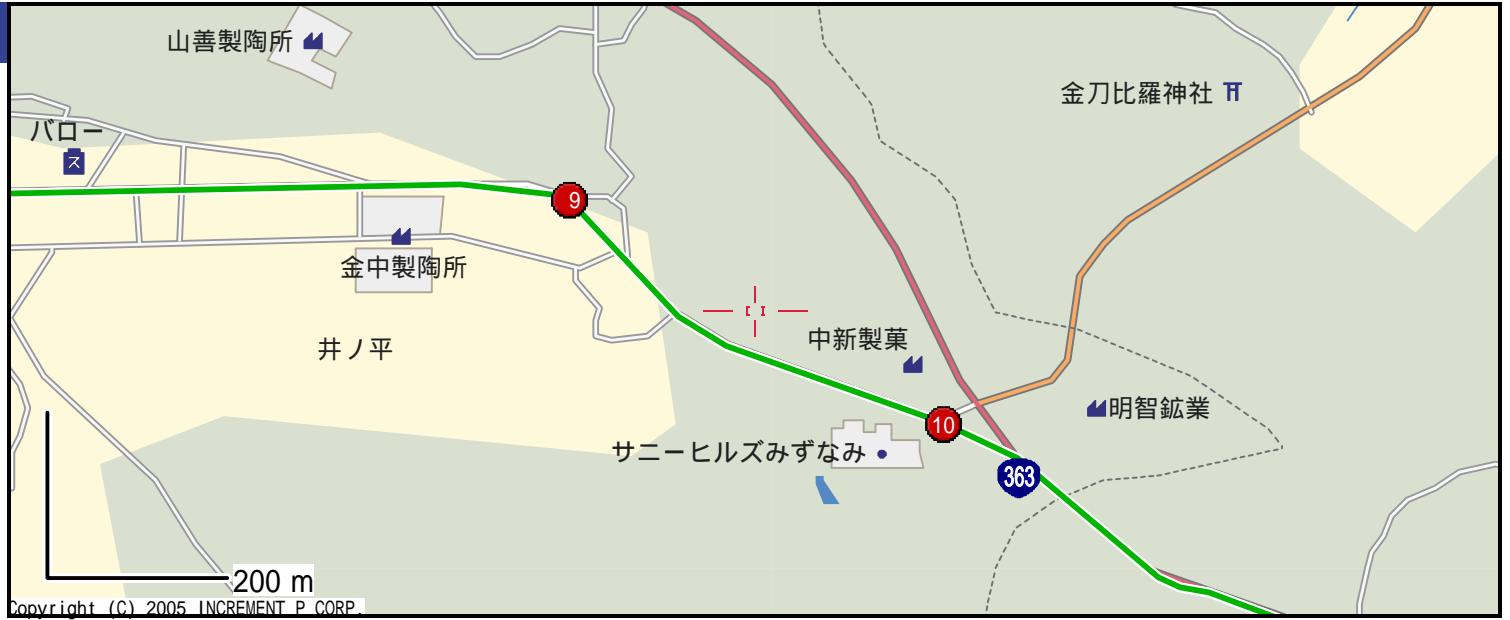 山善製陶所
金刀比羅神社
バロー
ス
9
金中製陶所
中新製菓
井ノ平
明智鉱業
10
サニーヒルズみずなみ
363
200 m
Copyright (C) 2005 INCREMENT P CORP.